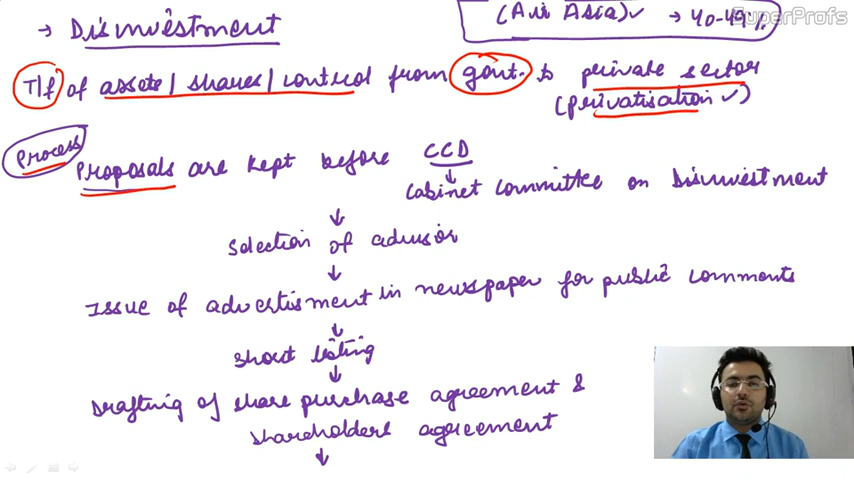 (Air Asia)✓ → 40-49%
SuperProfs
→ Disinvestment
T/f of assets/shares/control from govt. to private sector
(privatisation ✓)
Process
Proposals are kept before CCD
↓
Cabinet Committee on Disinvestment
↓
Selection of advisor
↓
Issue of advertisment in newspaper for public comments
↓
Short listing
↓
Drafting of share purchase agreement &
shareholders agreement
↓